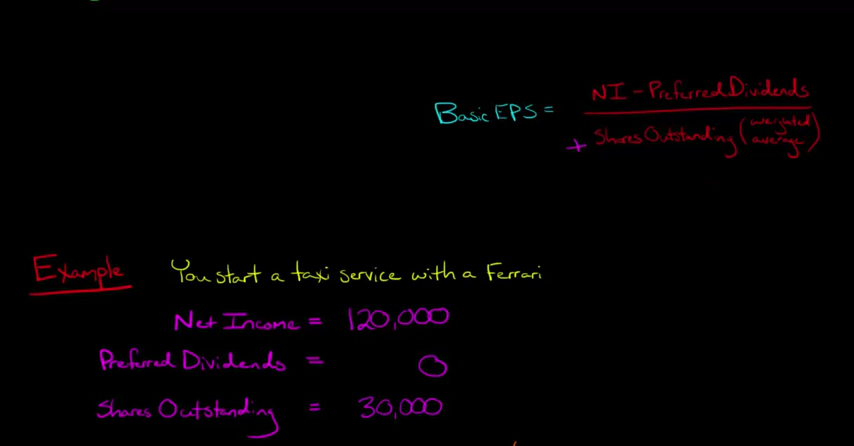 Basic EPS = NI - Preferred Dividends
+ Shares Outstanding (weighted average)
Example You start a taxi service with a Ferrari
Net Income = 120,000
Preferred Dividends = 0
Shares Outstanding = 30,000